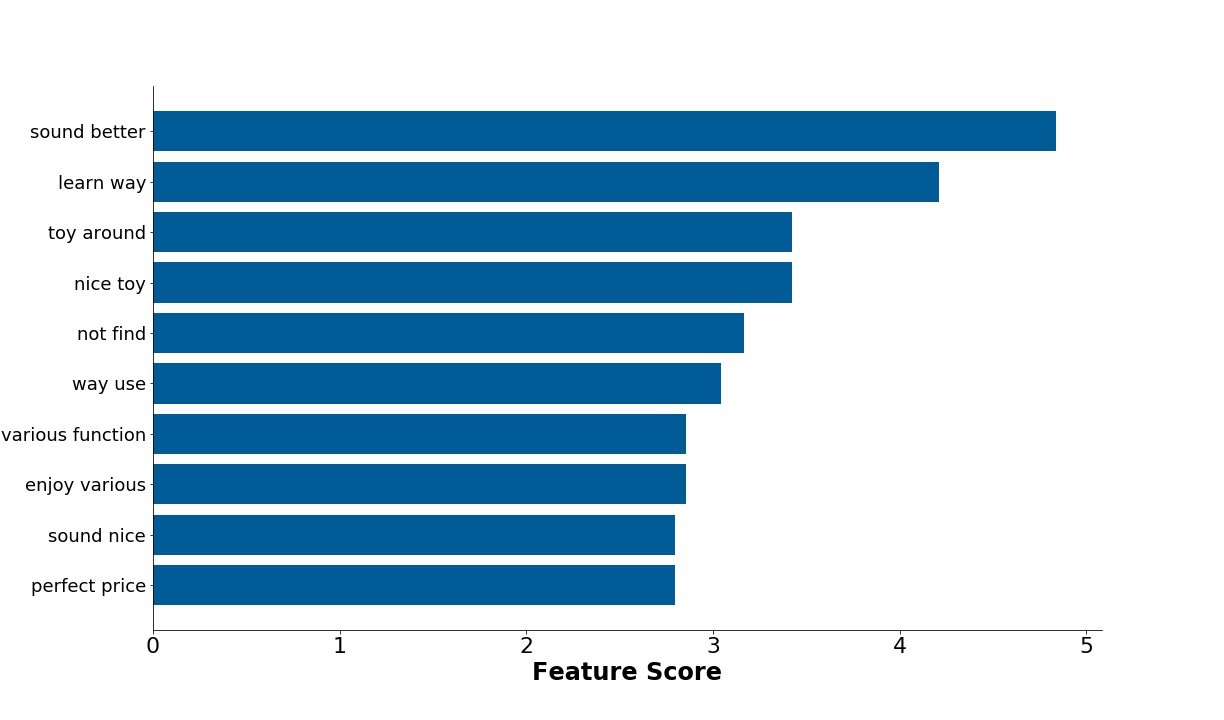 sound better
learn way
toy around
nice toy
not find
way use
various function
enjoy various
sound nice
perfect price
0 1 2 3 4 5
Feature Score